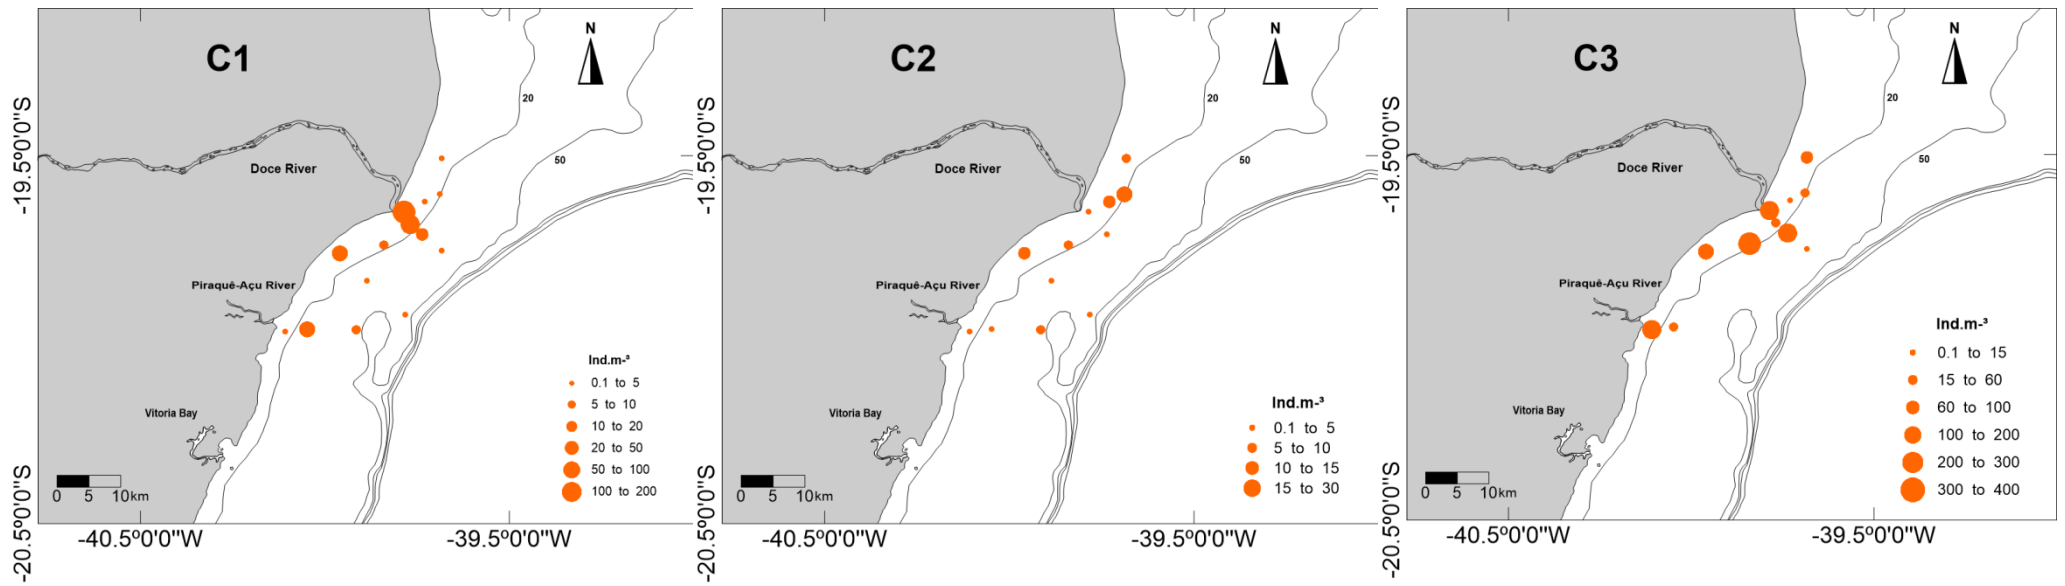 C1
N
20
50
Doce River
Piraquê-Açu River
Vitoria Bay
Ind.m-³
0.1 to 5
5 to 10
10 to 20
20 to 50
50 to 100
100 to 200
0 5 10km
-19.5º0'0"S
-20.5º0'0"S
-40.5º0'0"W
-39.5º0'0"W
C2
N
20
50
Doce River
Piraquê-Açu River
Vitoria Bay
Ind.m-³
0.1 to 5
5 to 10
10 to 15
15 to 30
0 5 10km
-19.5º0'0"S
-20.5º0'0"S
-40.5º0'0"W
-39.5º0'0"W
C3
N
20
50
Doce River
Piraquê-Açu River
Vitoria Bay
Ind.m-³
0.1 to 15
15 to 60
60 to 100
100 to 200
200 to 300
300 to 400
0 5 10km
-19.5º0'0"S
-20.5º0'0"S
-40.5º0'0"W
-39.5º0'0"W